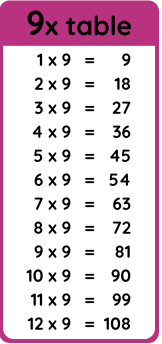 9x table
1 x 9 = 9
2 x 9 = 18
3 x 9 = 27
4 x 9 = 36
5 x 9 = 45
6 x 9 = 54
7 x 9 = 63
8 x 9 = 72
9 x 9 = 81
10 x 9 = 90
11 x 9 = 99
12 x 9 = 108